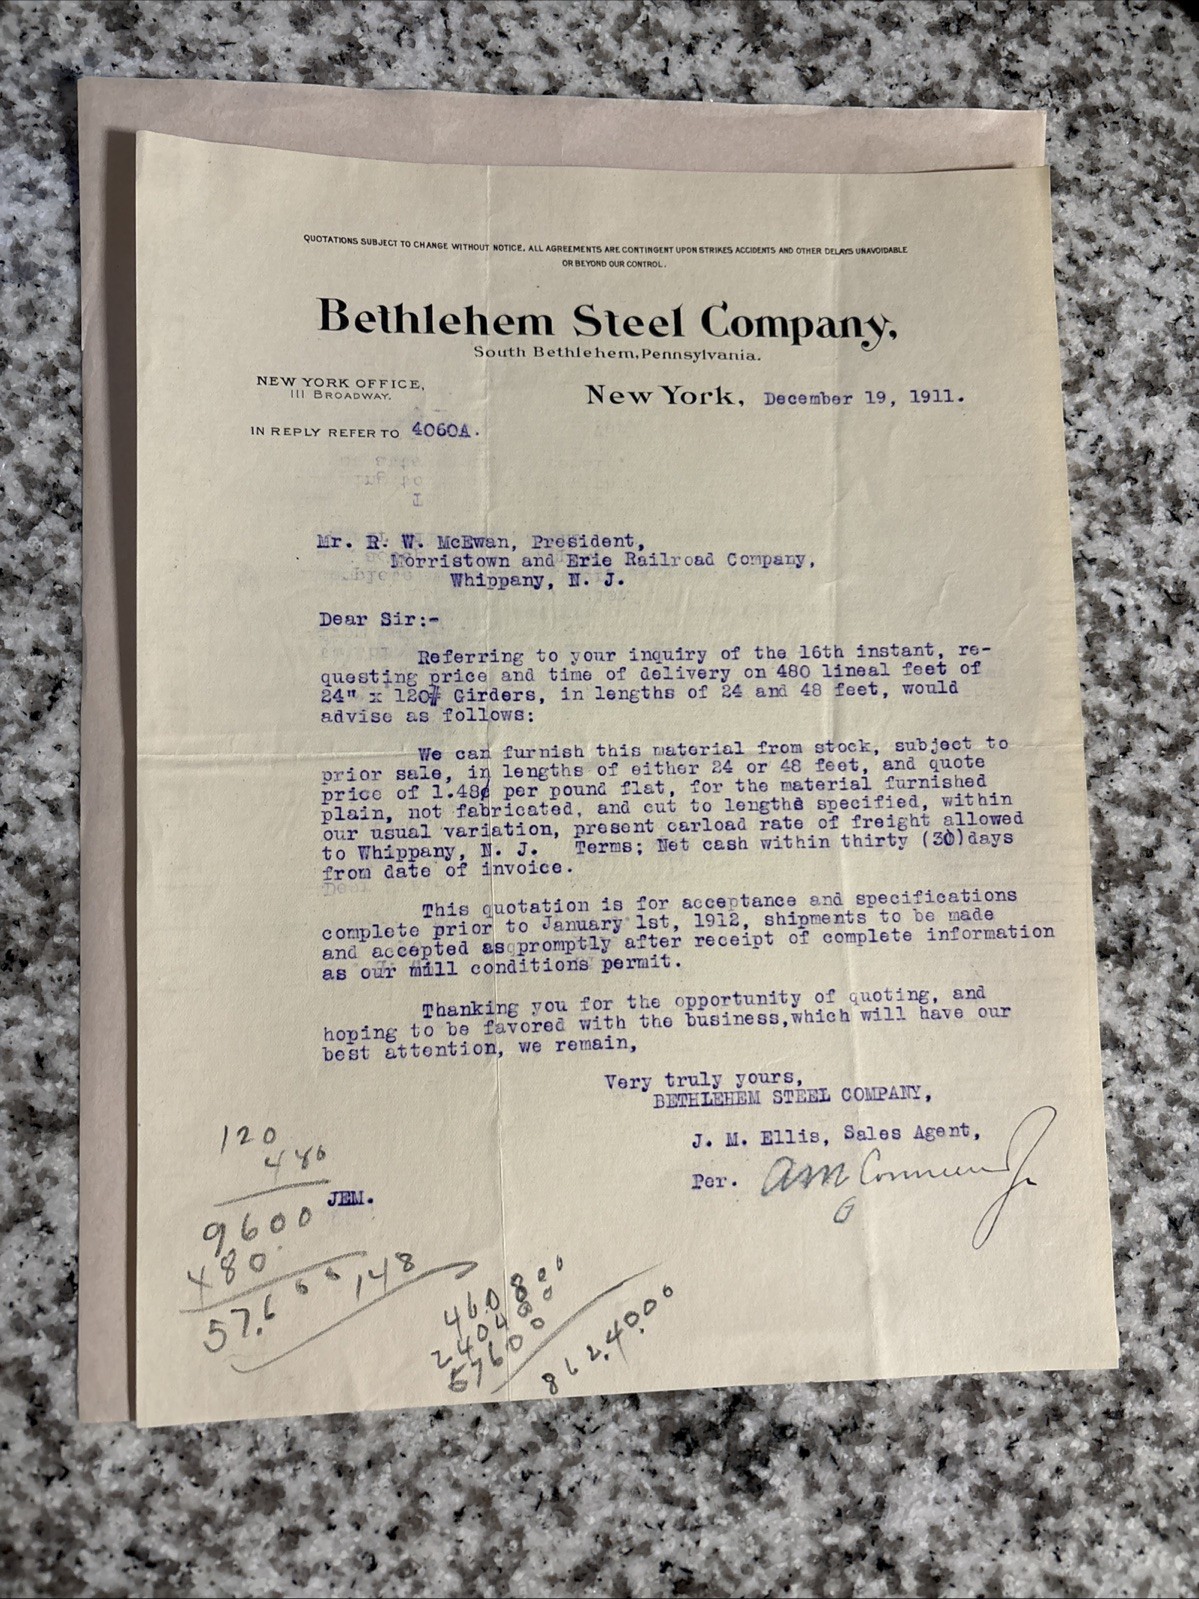 QUOTATIONS SUBJECT TO CHANGE WITHOUT NOTICE. ALL AGREEMENTS ARE CONTINGENT UPON STRIKES ACCIDENTS AND OTHER DELAYS UNAVOIDABLE
OR BEYOND OUR CONTROL.
Bethlehem Steel Company,
South Bethlehem, Pennsylvania.
NEW YORK OFFICE,
111 BROADWAY.
New York, December 19, 1911.
IN REPLY REFER TO 4060A.
Mr. R. W. McEwan, President,
Morristown and Erie Railroad Company,
Whippany, N. J.
Dear Sir:-
Referring to your inquiry of the 16th instant, re-
questing price and time of delivery on 480 lineal feet of
24" x 120# Girders, in lengths of 24 and 48 feet, would
advise as follows:
We can furnish this material from stock, subject to
prior sale, in lengths of either 24 or 48 feet, and quote
price of 1.48¢ per pound flat, for the material furnished
plain, not fabricated, and cut to lengths specified, within
our usual variation, present carload rate of freight allowed
to Whippany, N. J. Terms; Net cash within thirty (30)days
from date of invoice.
This quotation is for acceptance and specifications
complete prior to January 1st, 1912, shipments to be made
and accepted as promptly after receipt of complete information
as our mill conditions permit.
Thanking you for the opportunity of quoting, and
hoping to be favored with the business,which will have our
best attention, we remain,
Very truly yours,
BETHLEHEM STEEL COMPANY,
J. M. Ellis, Sales Agent,
Per.
JEM.
120
480
9600
480
57.600
148
460800
57600
862.4000